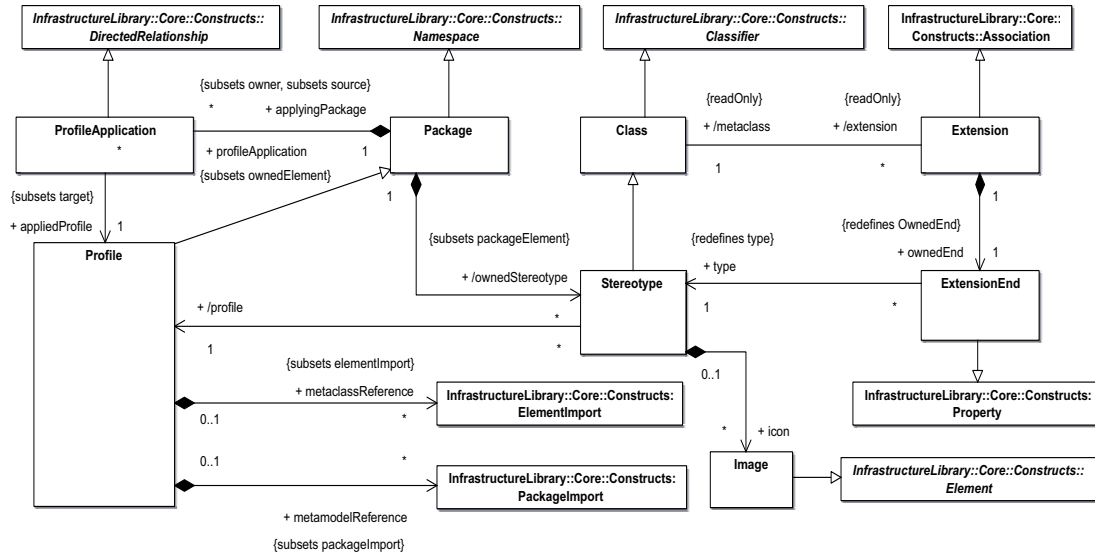 InfrastructureLibrary::Core::Constructs::
DirectedRelationship
InfrastructureLibrary::Core::Constructs::
Namespace
InfrastructureLibrary::Core::Constructs::
Classifier
InfrastructureLibrary::Core::
Constructs::Association
{subsets owner, subsets source}
* + applyingPackage
{readOnly}
+ /metaclass
{readOnly}
+ /extension
ProfileApplication
*
Package
Class
Extension
+ profileApplication
1
{subsets ownedElement}
1
*
{subsets target}
+ appliedProfile
1
1
1
{subsets packageElement}
+ /ownedStereotype
{redefines type}
+ type
{redefines OwnedEnd}
+ ownedEnd
1
Profile
Stereotype
ExtensionEnd
+ /profile
*
1
*
1
*
{subsets elementImport}
+ metaclassReference
0..1
*
InfrastructureLibrary::Core::Constructs:
ElementImport
0..1
InfrastructureLibrary::Core::Constructs:
Property
* + icon
0..1
*
InfrastructureLibrary::Core::Constructs:
PackageImport
Image
InfrastructureLibrary::Core::Constructs::
Element
+ metamodelReference
{subsets packageImport}